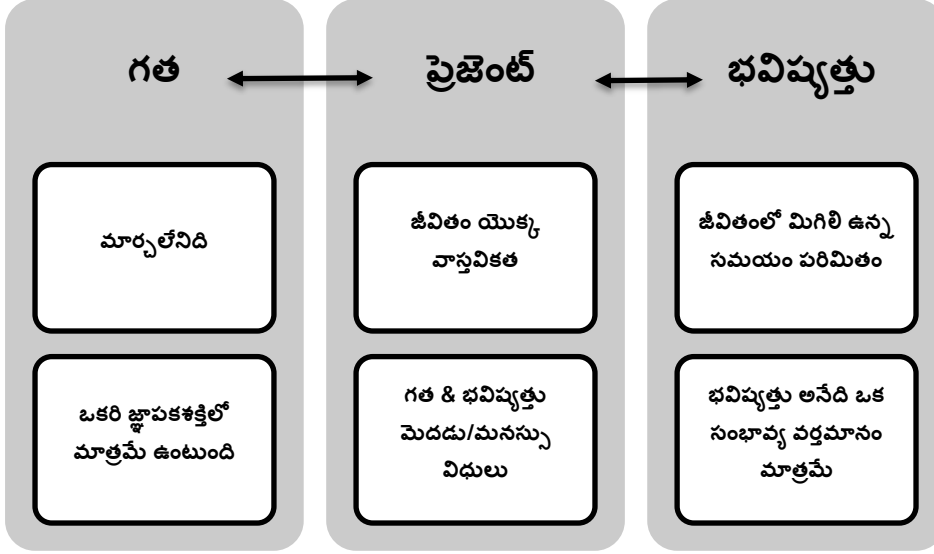 గత
ప్రెజెంట్
భవిష్యత్తు
మార్చలేనిది
ఒకరి జ్ఞాపకశక్తిలో
మాత్రమే ఉంటుంది
జీవితం యొక్క
వాస్తవికత
గత & భవిష్యత్తు
మెదడు/మనస్సు
విధులు
జీవితంలో మిగిలి ఉన్న
సమయం పరిమితం
భవిష్యత్తు అనేది ఒక
సంభావ్య వర్తమానం
మాత్రమే